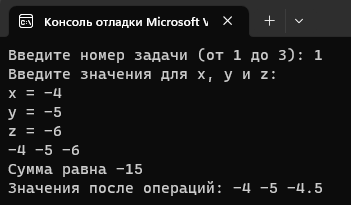 Консоль отладки Microsoft V
Введите номер задачи (от 1 до 3): 1
Введите значения для x, y и z:
x = -4
y = -5
z = -6
-4 -5 -6
Сумма равна -15
Значения после операций: -4 -5 -4.5